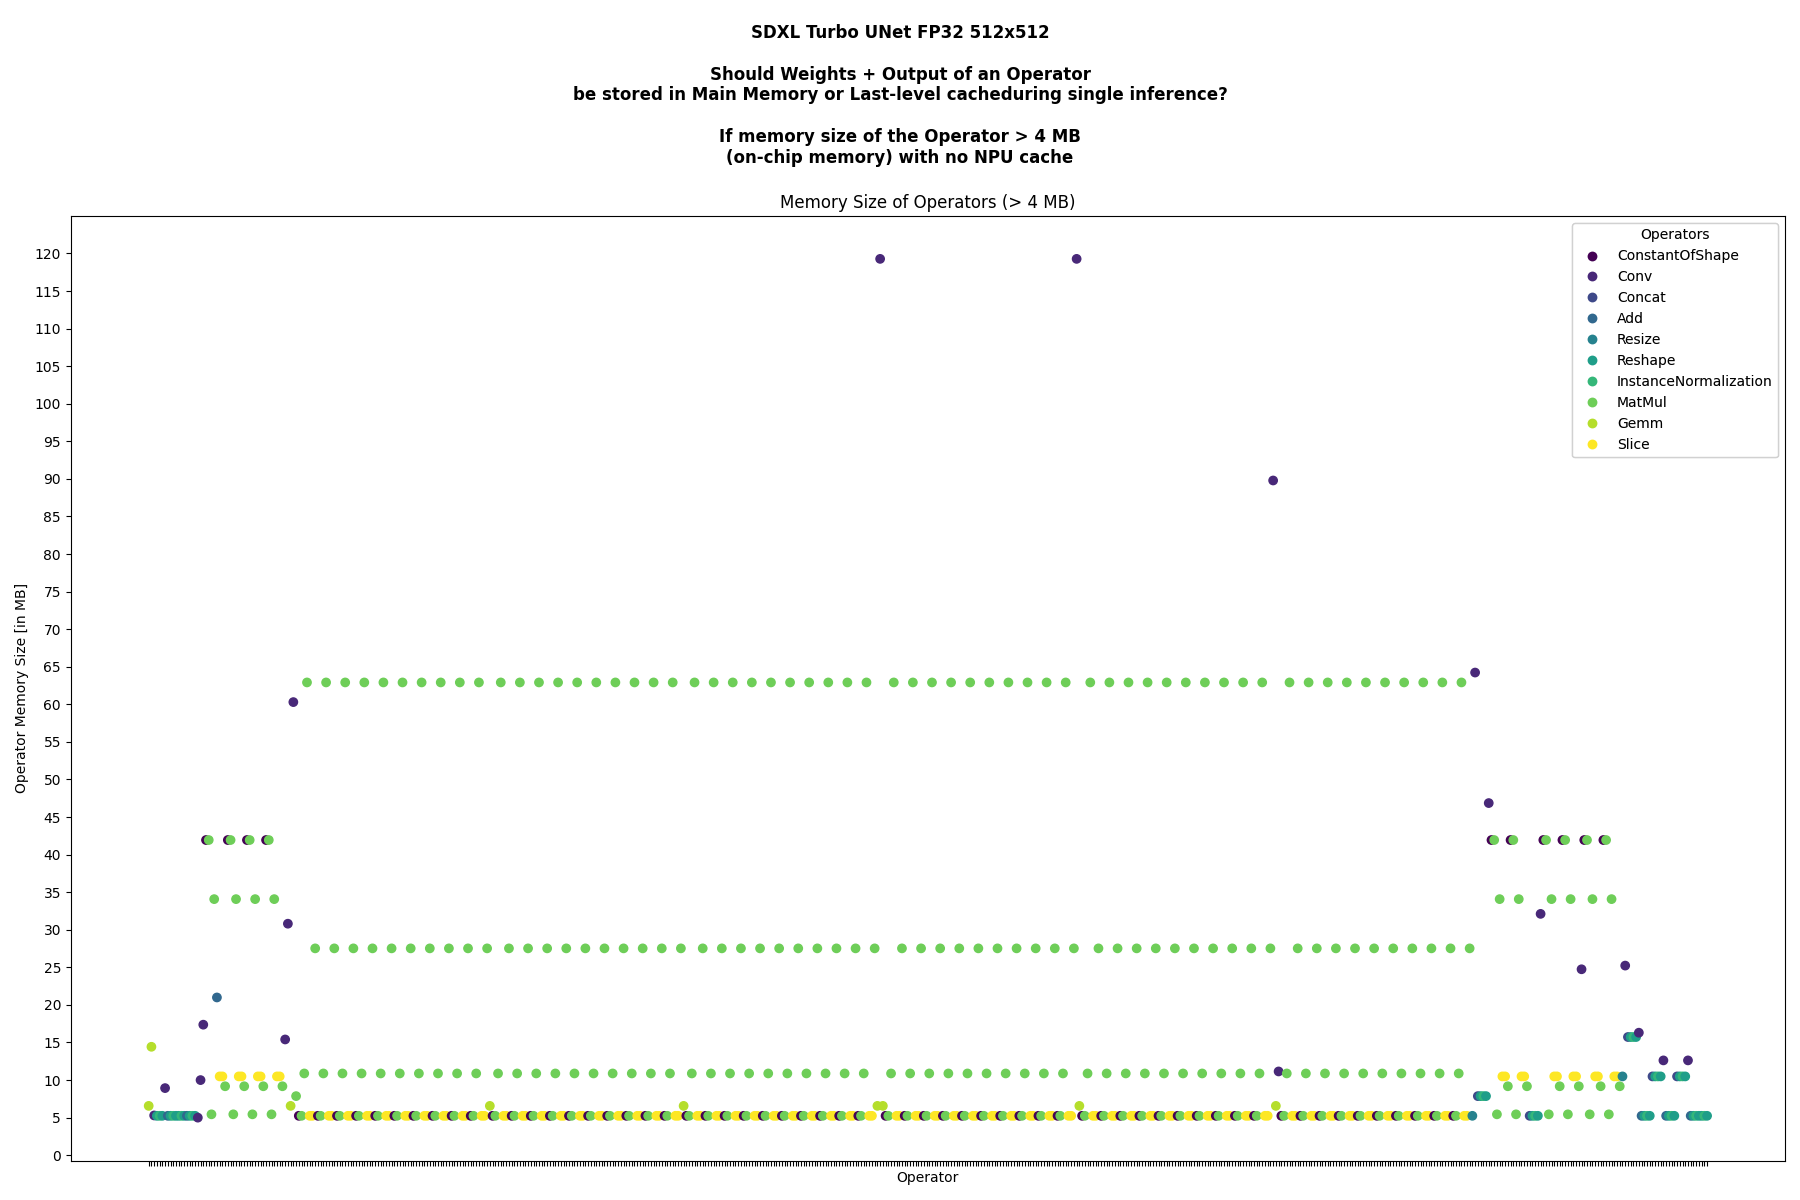 SDXL Turbo UNet FP32 512x512
Should Weights + Output of an Operator
be stored in Main Memory or Last-level cacheduring single inference?
If memory size of the Operator > 4 MB
(on-chip memory) with no NPU cache
Memory Size of Operators (> 4 MB)
Operator Memory Size [in MB]
120
115
110
105
100
95
90
85
80
75
70
65
60
55
50
45
40
35
30
25
20
15
10
5
0
Operators
ConstantOfShape
Conv
Concat
Add
Resize
Reshape
InstanceNormalization
MatMul
Gemm
Slice
Operator